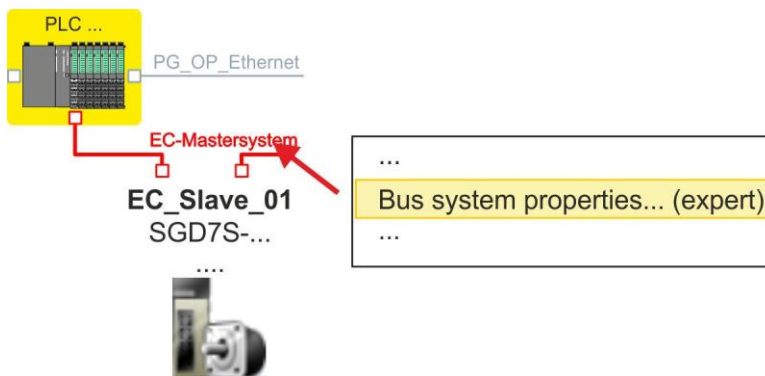 PLC ...
PG_OP_Ethernet
EC-Mastersystem
EC_Slave_01
SGD7S-...
....
...
Bus system properties... (expert)
...